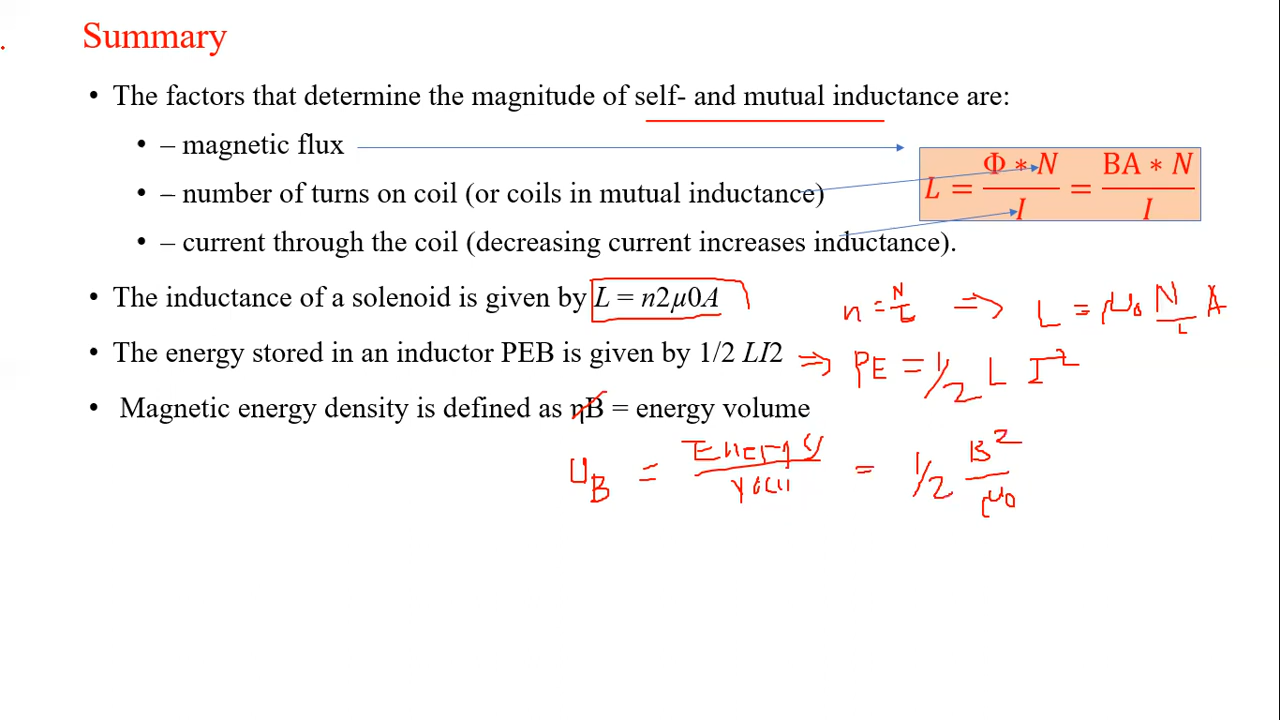 Summary
• The factors that determine the magnitude of self- and mutual inductance are:
• – magnetic flux
L = Φ ∗ N / I = BA ∗ N / I
• – number of turns on coil (or coils in mutual inductance)
• – current through the coil (decreasing current increases inductance).
• The inductance of a solenoid is given by L = n2μ0A n = N/L ⇒ L = μ0 N/L A
• The energy stored in an inductor PEB is given by 1/2 LI2 ⇒ PE = 1/2 L I²
• Magnetic energy density is defined as ηB = energy volume
UB = Energy / = 1/2 B²/μ0